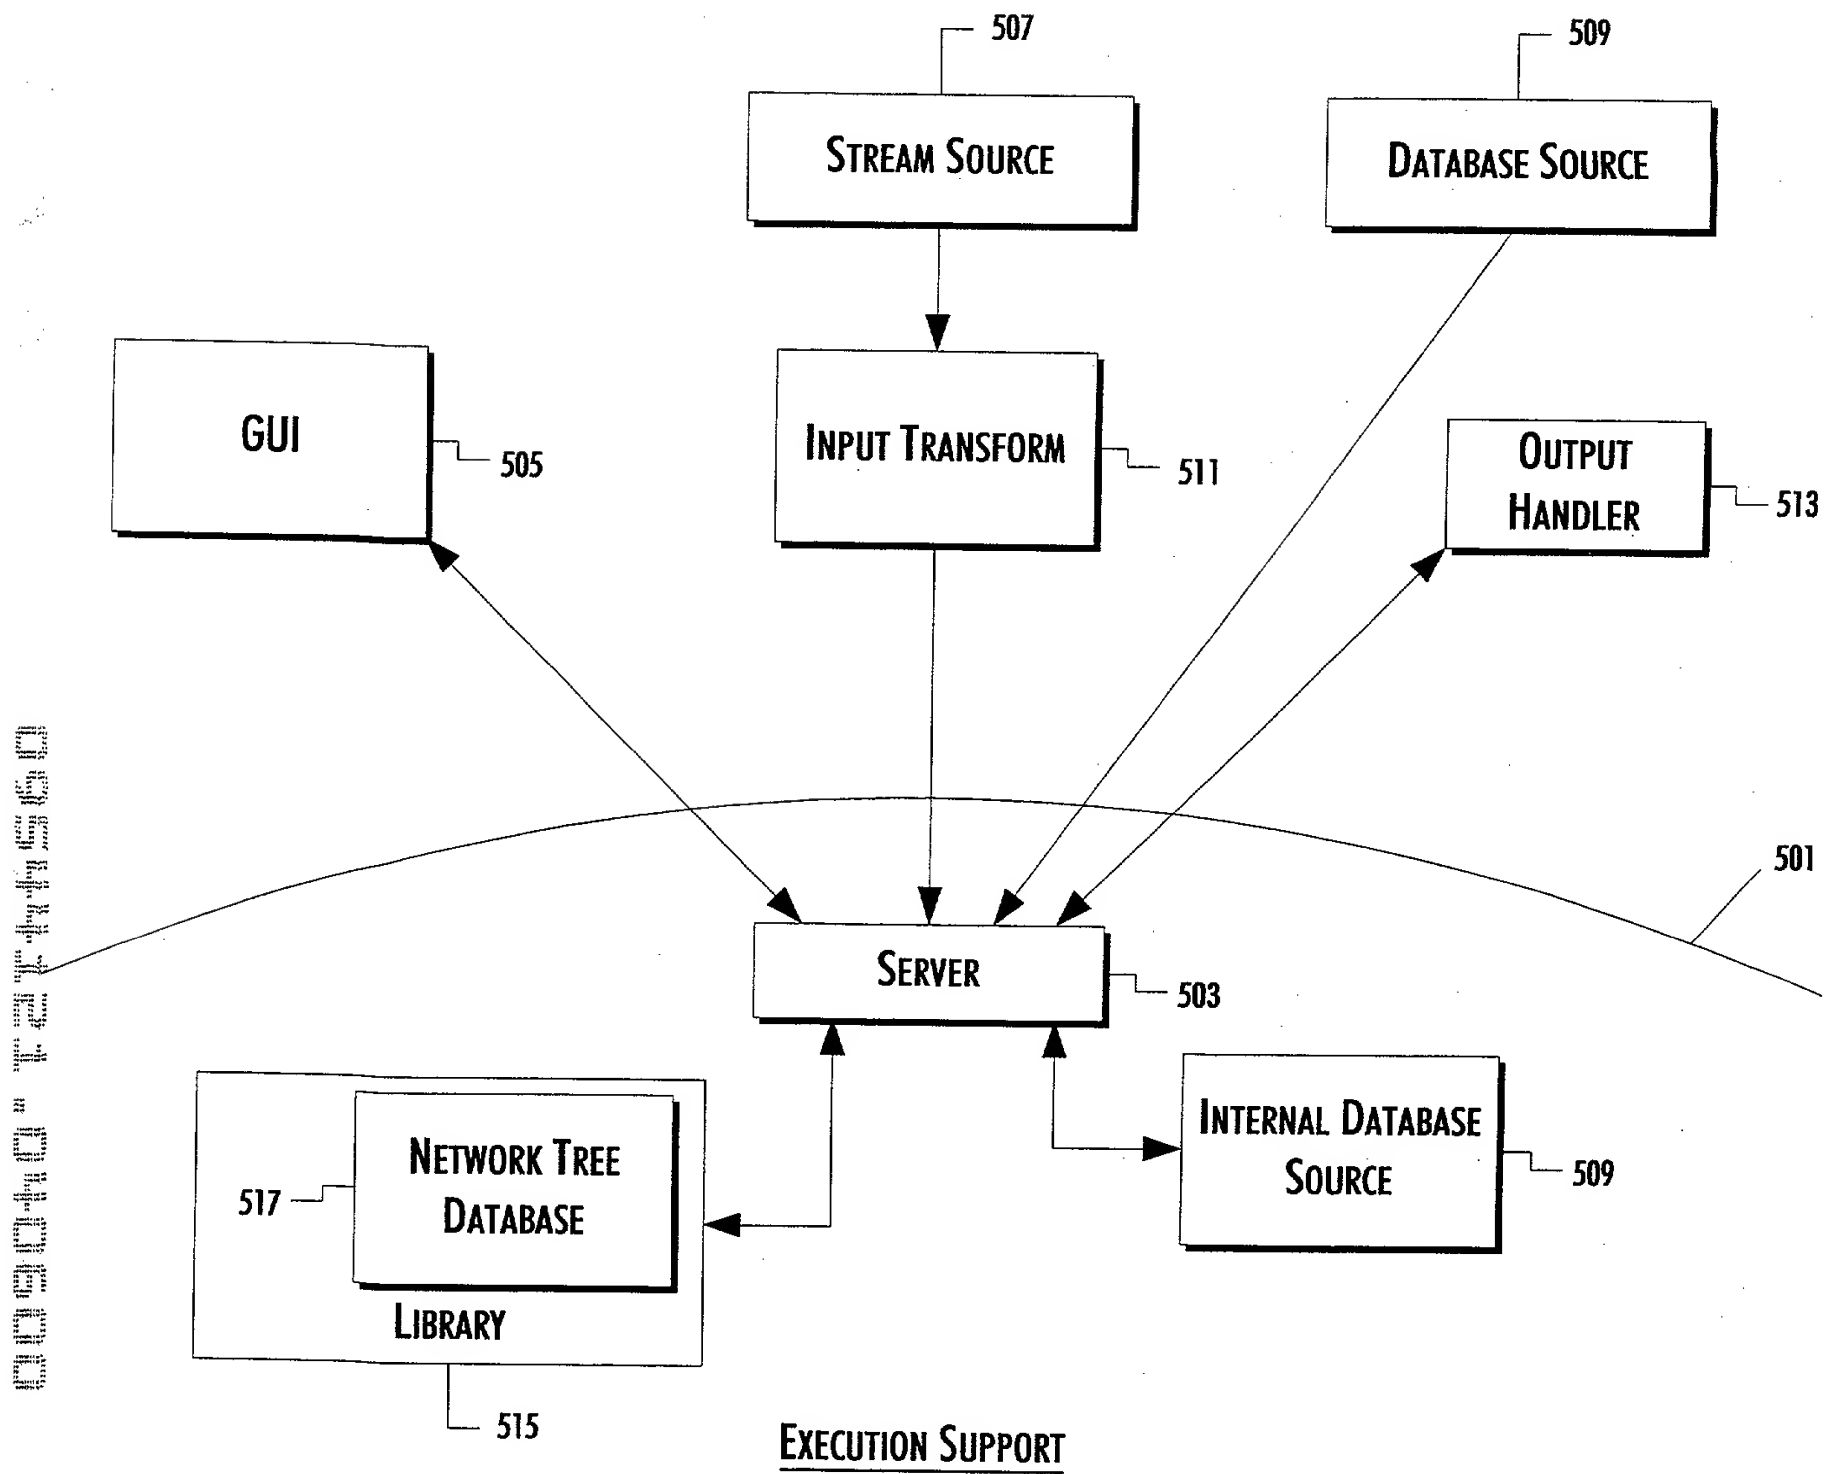 507
509
STREAM SOURCE
DATABASE SOURCE
GUI
505
INPUT TRANSFORM
511
OUTPUT
HANDLER
513
501
SERVER
503
NETWORK TREE
DATABASE
517
LIBRARY
515
INTERNAL DATABASE
SOURCE
509
EXECUTION SUPPORT